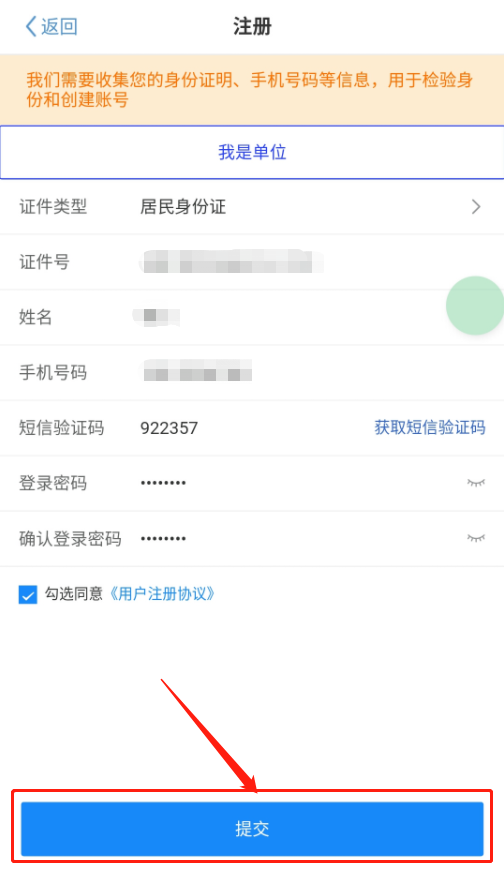 返回
注册
我们需要收集您的身份证明、手机号码等信息，用于检验身
份和创建账号
我是单位
证件类型 居民身份证
证件号
姓名
手机号码
短信验证码 922357 获取短信验证码
登录密码 ••••••••
确认登录密码 ••••••••
勾选同意《用户注册协议》
提交